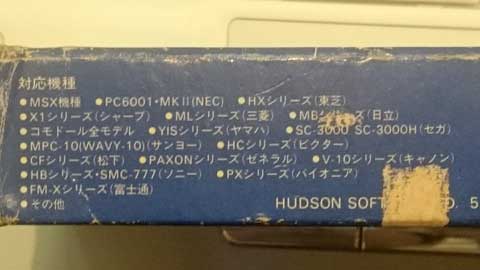 対応機種
●MSX機種 ●PC6001・MKⅡ(NEC) ●HXシリーズ(東芝)
●X1シリーズ(シャープ) ●MLシリーズ(三菱) ●MBシリーズ(日立)
●コモドール全モデル ●YISシリーズ(ヤマハ) ●SC-3000 SC-3000H(セガ)
●MPC-10(WAVY-10)(サンヨー) ●HCシリーズ(ビクター)
●CFシリーズ(松下) ●PAXONシリーズ(ゼネラル) ●V-10シリーズ(キャノン)
●HBシリーズ・SMC-777(ソニー) ●PXシリーズ(パイオニア)
●FM-Xシリーズ(富士通)
●その他
HUDSON SOFT D. 5